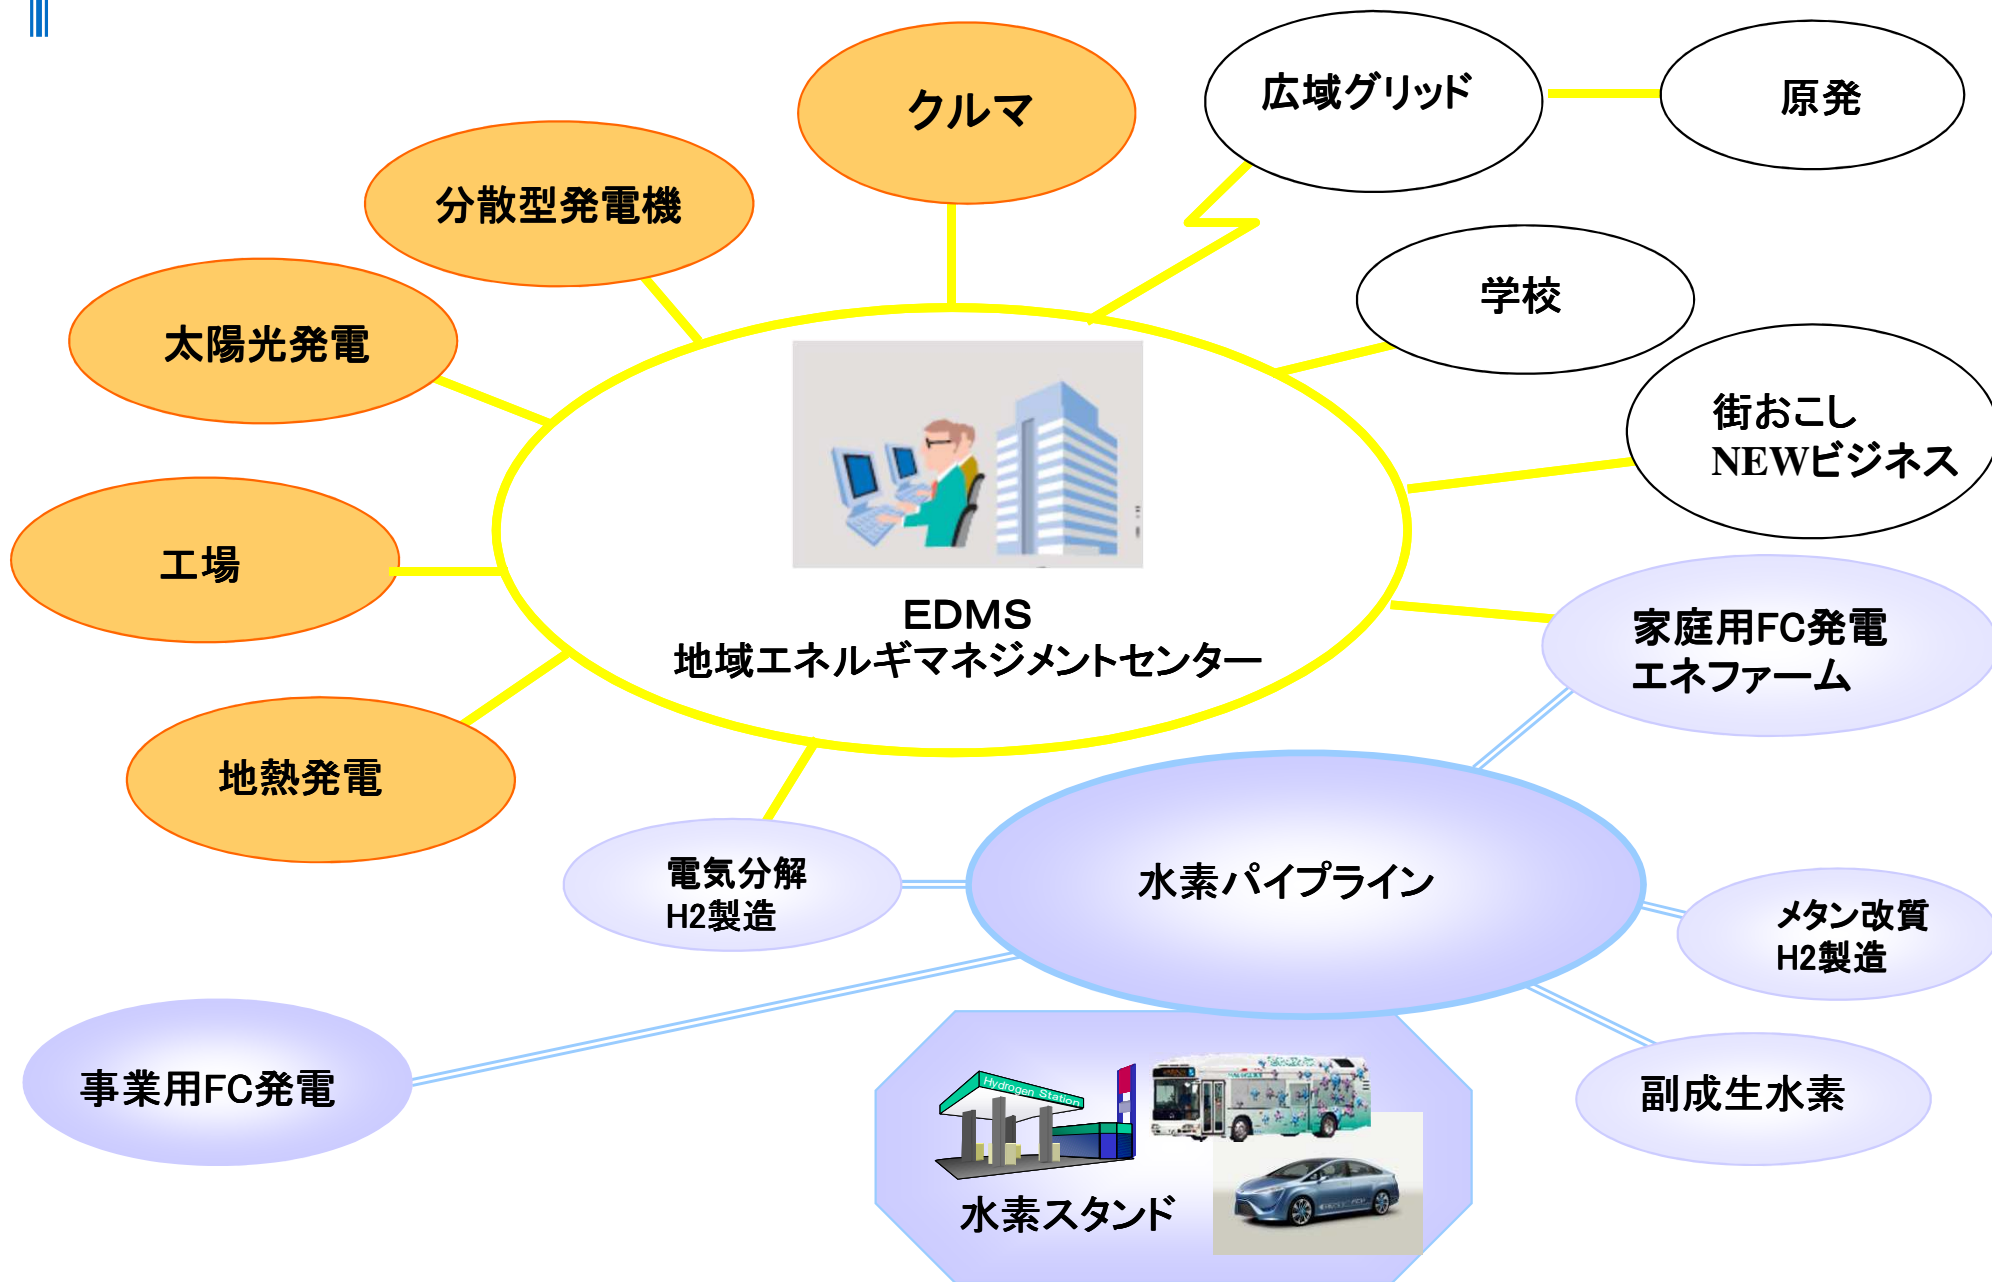 クルマ
広域グリッド
原発
分散型発電機
学校
太陽光発電
街おこし
NEWビジネス
工場
EDMS
地域エネルギマネジメントセンター
家庭用FC発電
エネファーム
地熱発電
電気分解
H2製造
水素パイプライン
メタン改質
H2製造
事業用FC発電
Hydrogen Station
副成生水素
水素スタンド